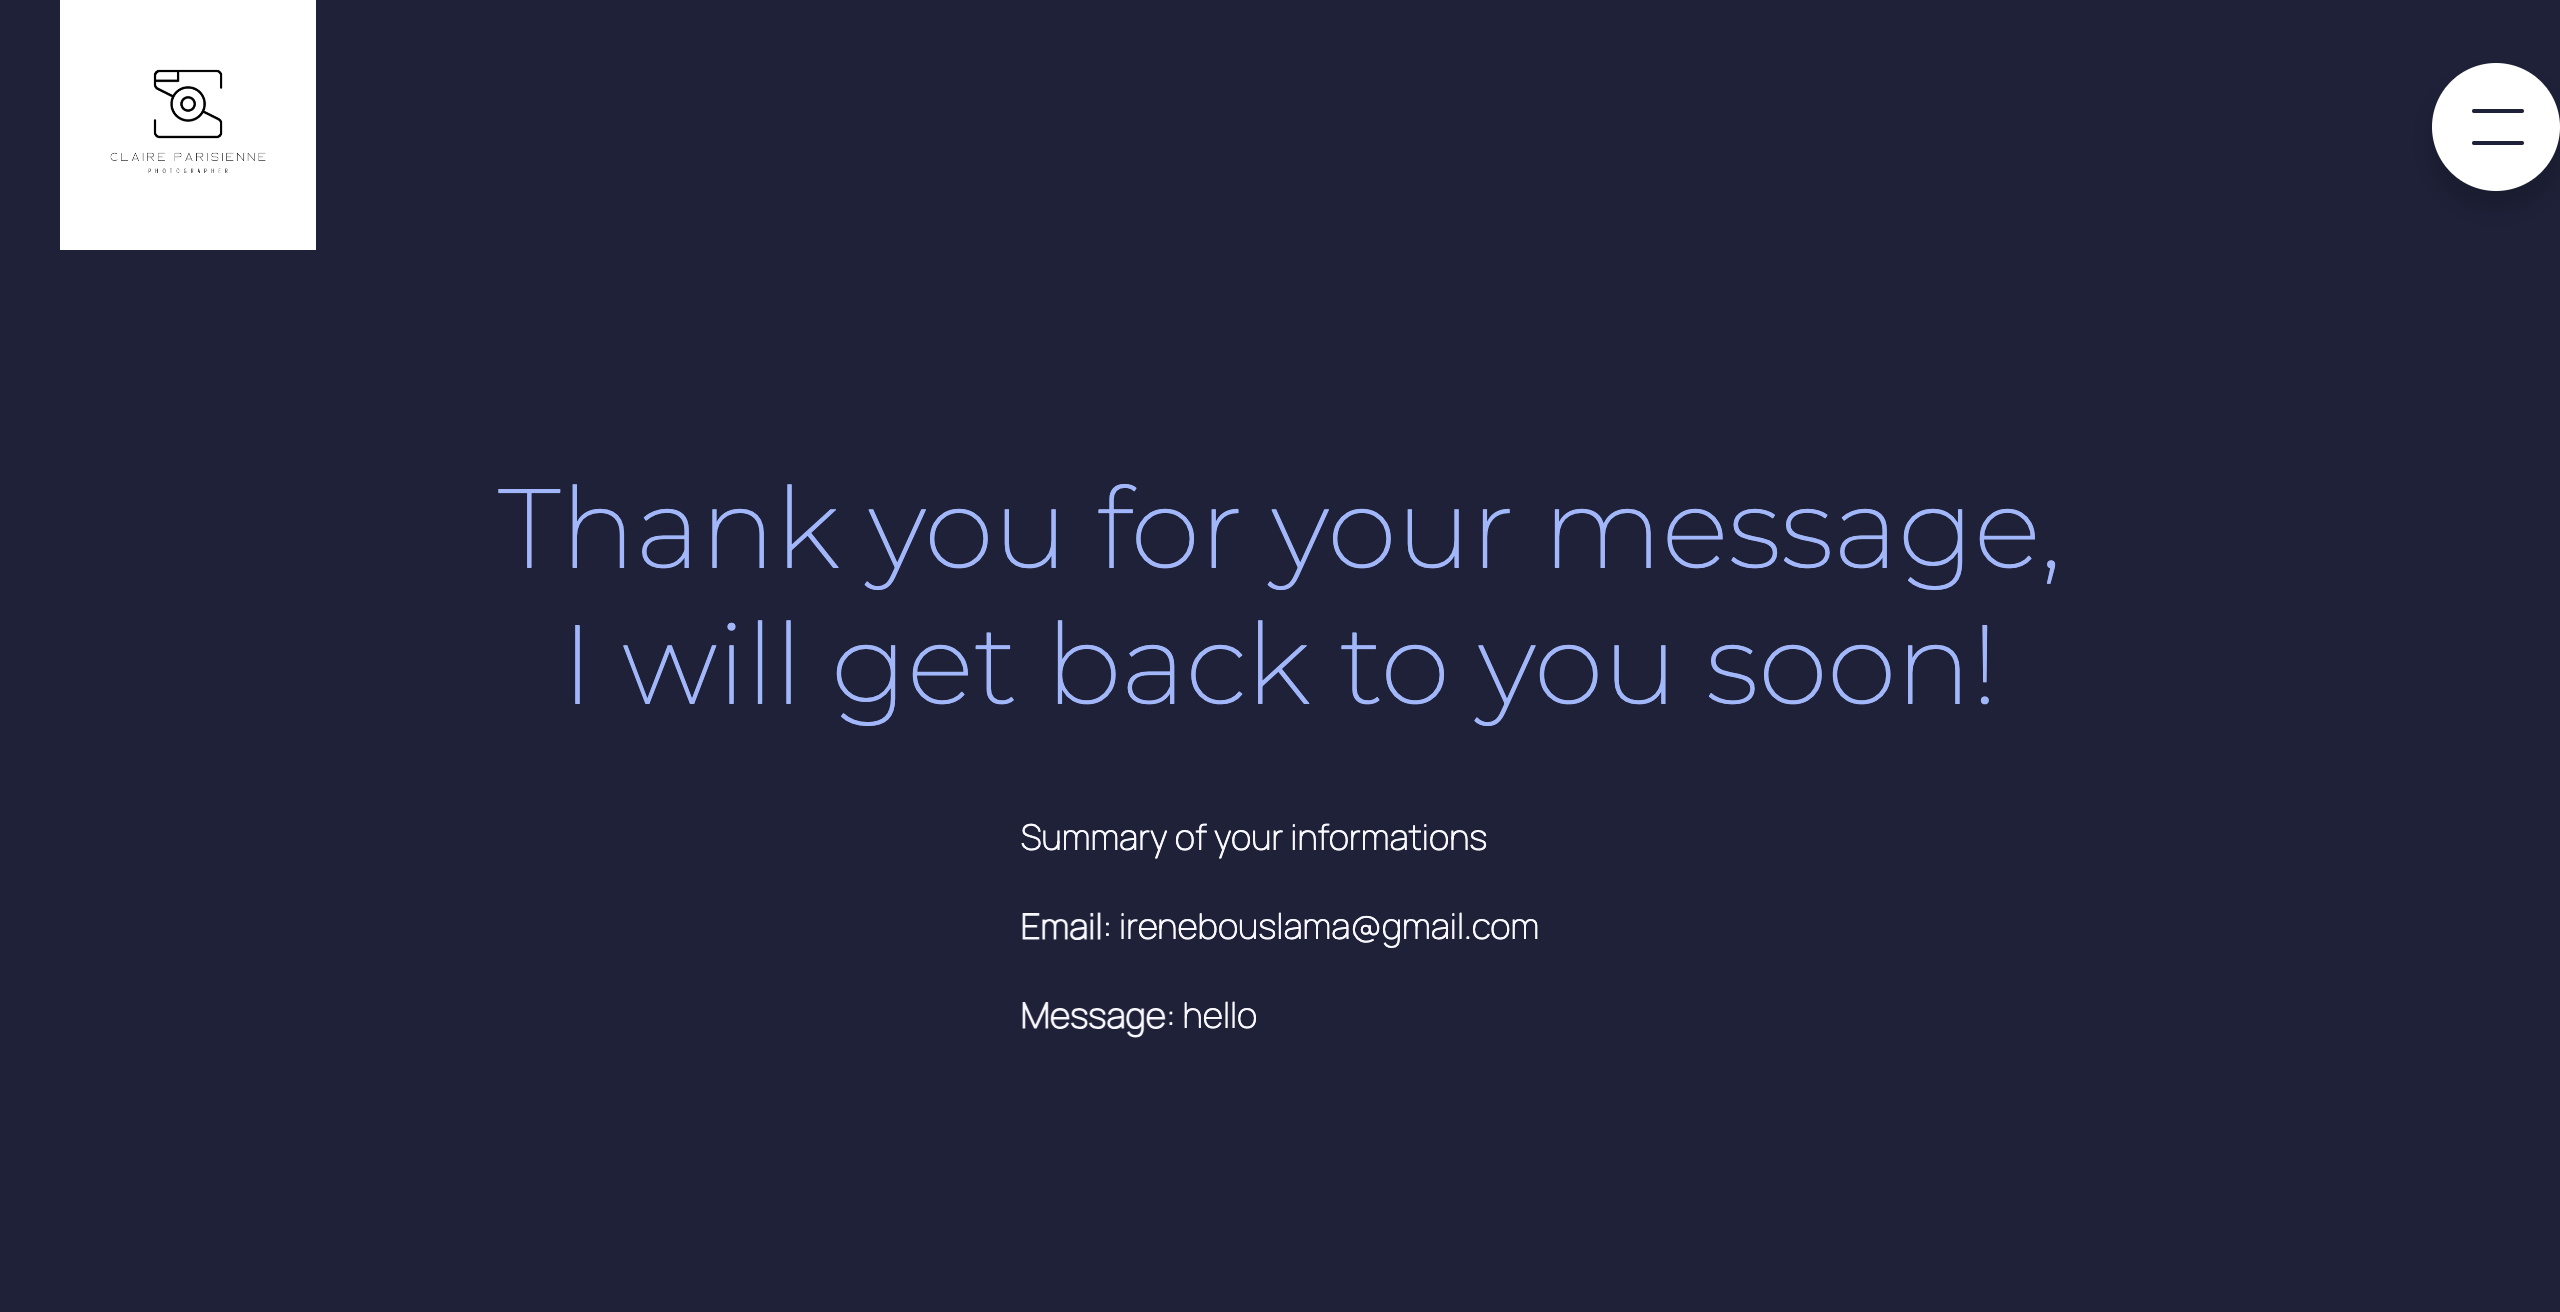 CLAIRE PARISIENNE
PHOTOGRAPHER
Thank you for your message,
I will get back to you soon!
Summary of your informations
Email: irenebouslama@gmail.com
Message: hello